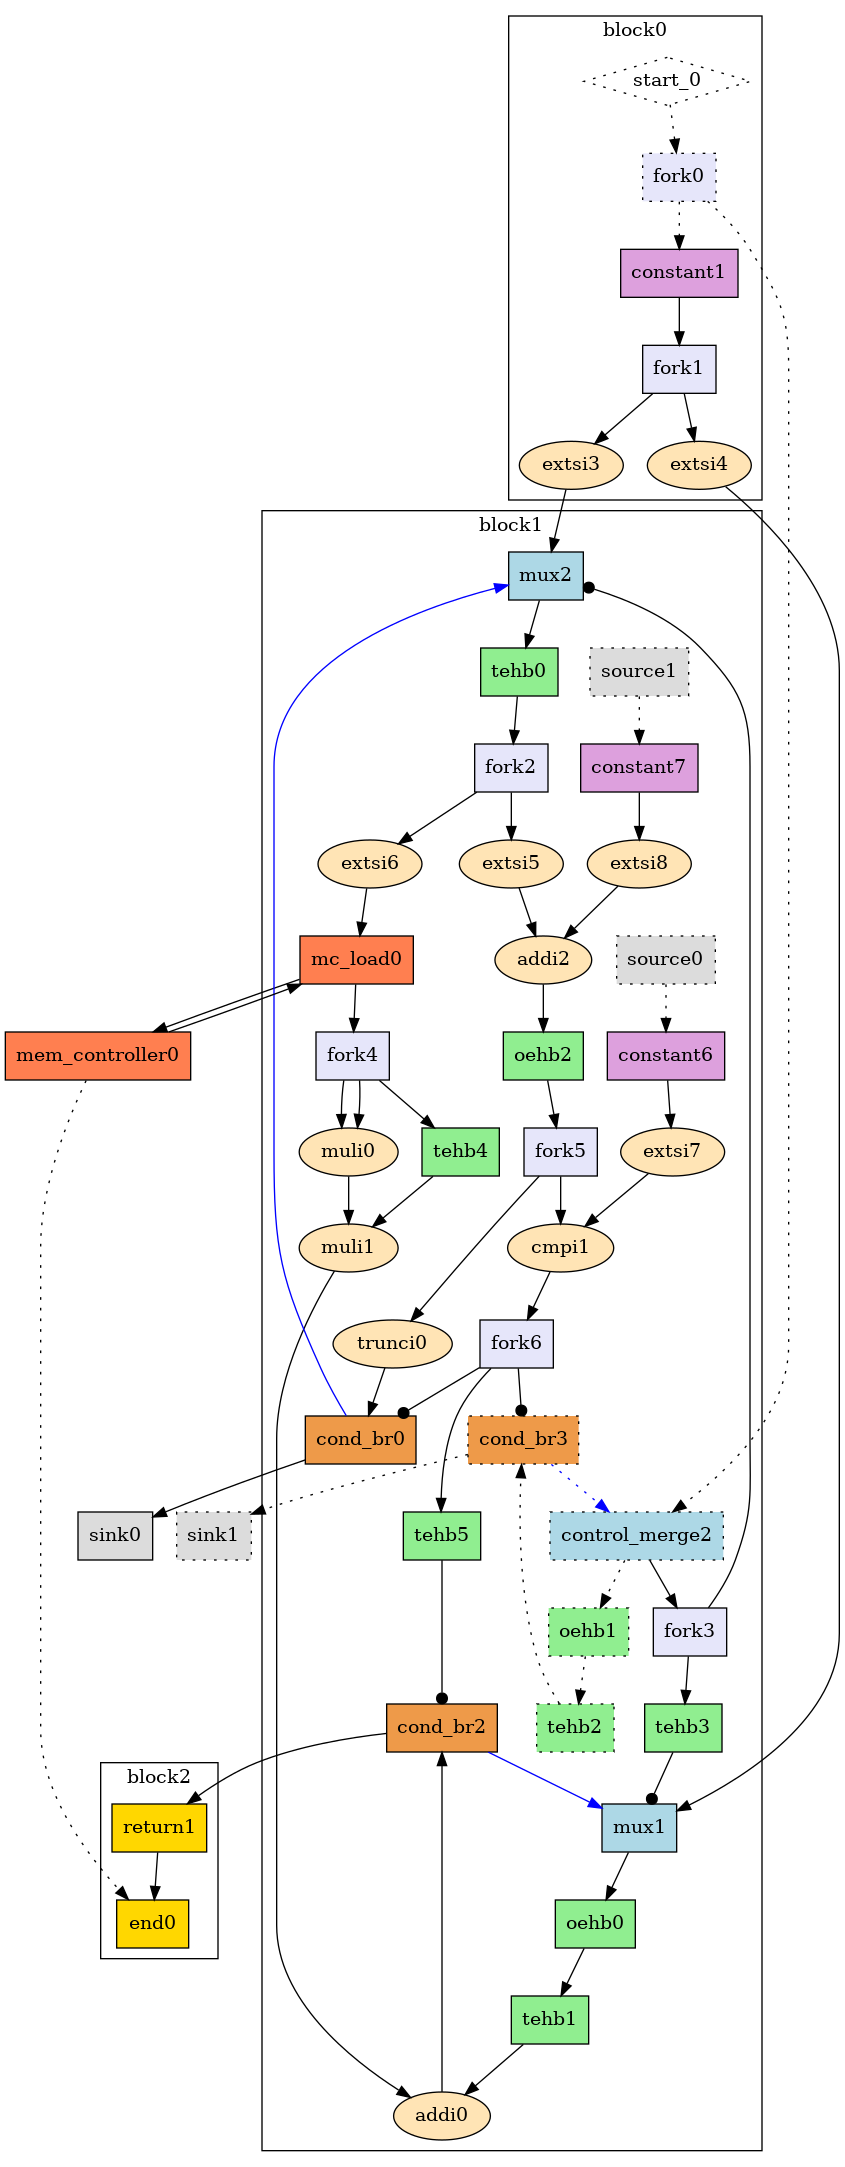 block0
start_0
fork0
constant1
fork1
extsi3
extsi4
block1
mux2
tehb0
source1
fork2
constant7
extsi6
extsi5
extsi8
mc_load0
addi2
source0
mem_controller0
fork4
oehb2
constant6
muli0
tehb4
fork5
extsi7
muli1
cmpi1
trunci0
fork6
cond_br0
cond_br3
sink0
sink1
tehb5
control_merge2
oehb1
fork3
cond_br2
tehb2
tehb3
block2
return1
mux1
end0
oehb0
tehb1
addi0